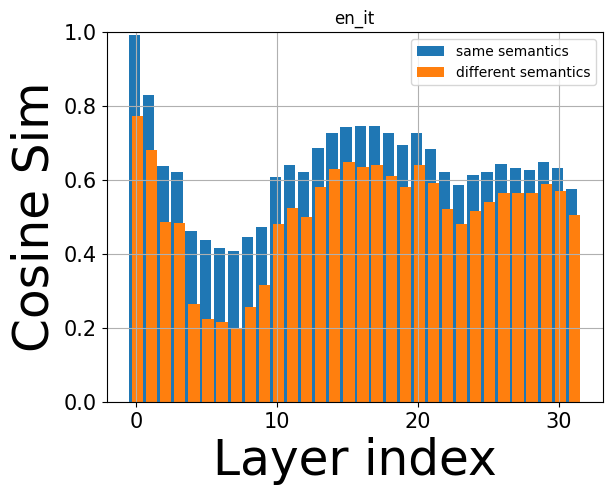 en_it
same semantics
different semantics
Cosine Sim
1.0
0.8
0.6
0.4
0.2
0.0
0 10 20 30
Layer index